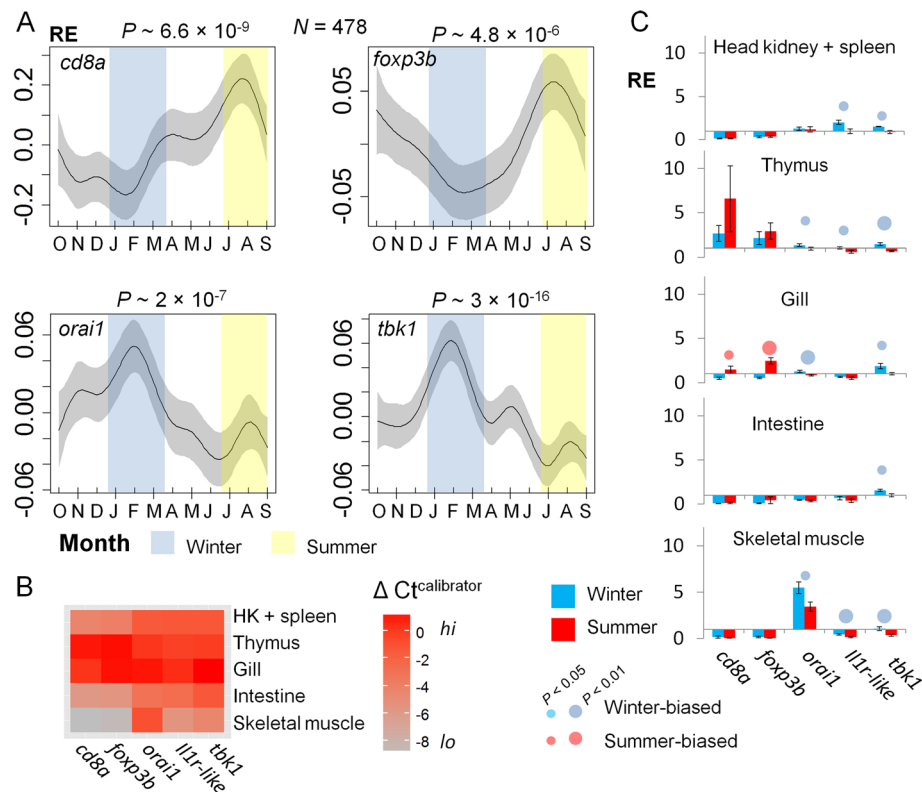 A
RE
P ~ 6.6 × 10-9
N = 478
P ~ 4.8 × 10-6
cd8a
0.2
0.0
-0.2
O N D J F M A M J J A S
foxp3b
0.05
-0.05
O N D J F M A M J J A S
P ~ 2 × 10-7
orai1
0.06
0.00
-0.06
O N D J F M A M J J A S
P ~ 3 × 10-16
tbk1
0.06
0.00
-0.06
O N D J F M A M J J A S
Month
Winter
Summer
B
HK + spleen
Thymus
Gill
Intestine
Skeletal muscle
cd8a
foxp3b
orai1
Il1r-like
tbk1
Δ Ctcalibrator
0
-2
-4
-6
-8
hi
lo
C
RE
Head kidney + spleen
10
5
1
Thymus
10
5
1
Gill
10
5
1
Intestine
10
5
1
Skeletal muscle
10
5
1
cd8a
foxp3b
orai1
Il1r-like
tbk1
Winter
Summer
P < 0.05
P < 0.01
Winter-biased
Summer-biased